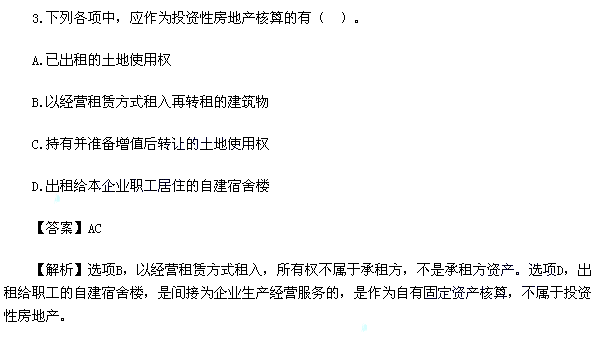 3.下列各项中，应作为投资性房地产核算的有（　）。
A.已出租的土地使用权
B.以经营租赁方式租入再转租的建筑物
C.持有并准备增值后转让的土地使用权
D.出租给本企业职工居住的自建宿舍楼
【答案】AC
【解析】选项B，以经营租赁方式租入，所有权不属于承租方，不是承租方资产。选项D，出
租给职工的自建宿舍楼，是间接为企业生产经营服务的，是作为自有固定资产核算，不属于投资
性房地产。